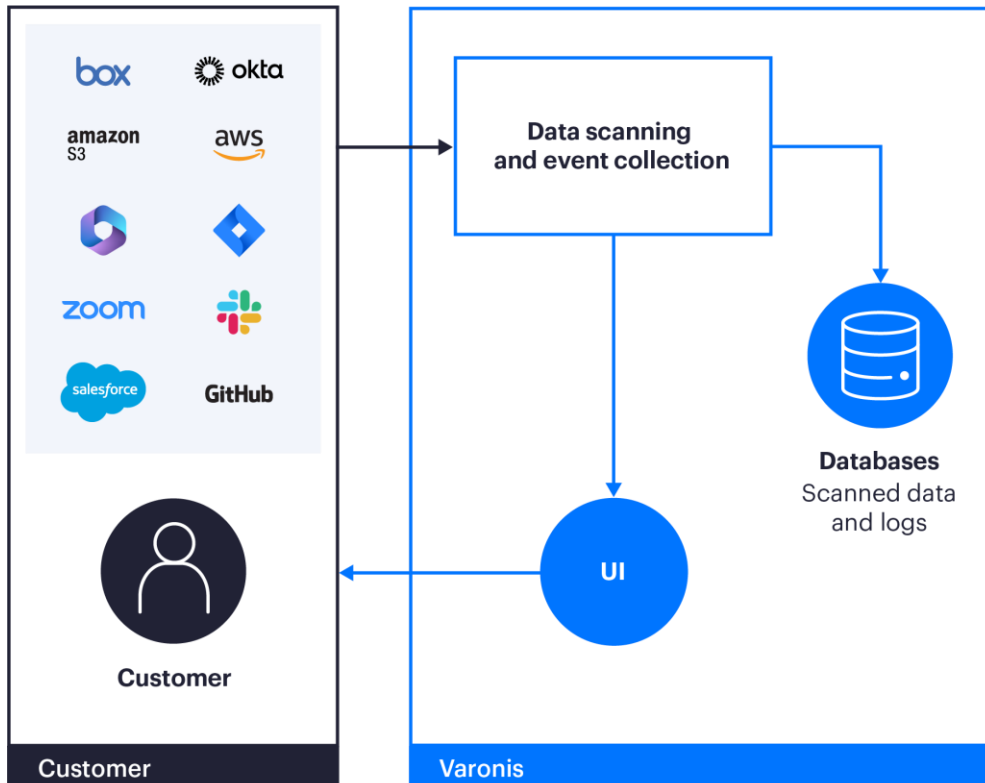 box
okta
amazon
S3
aws
zoom
salesforce
GitHub
Customer
Customer
Data scanning
and event collection
Databases
Scanned data
and logs
UI
Varonis